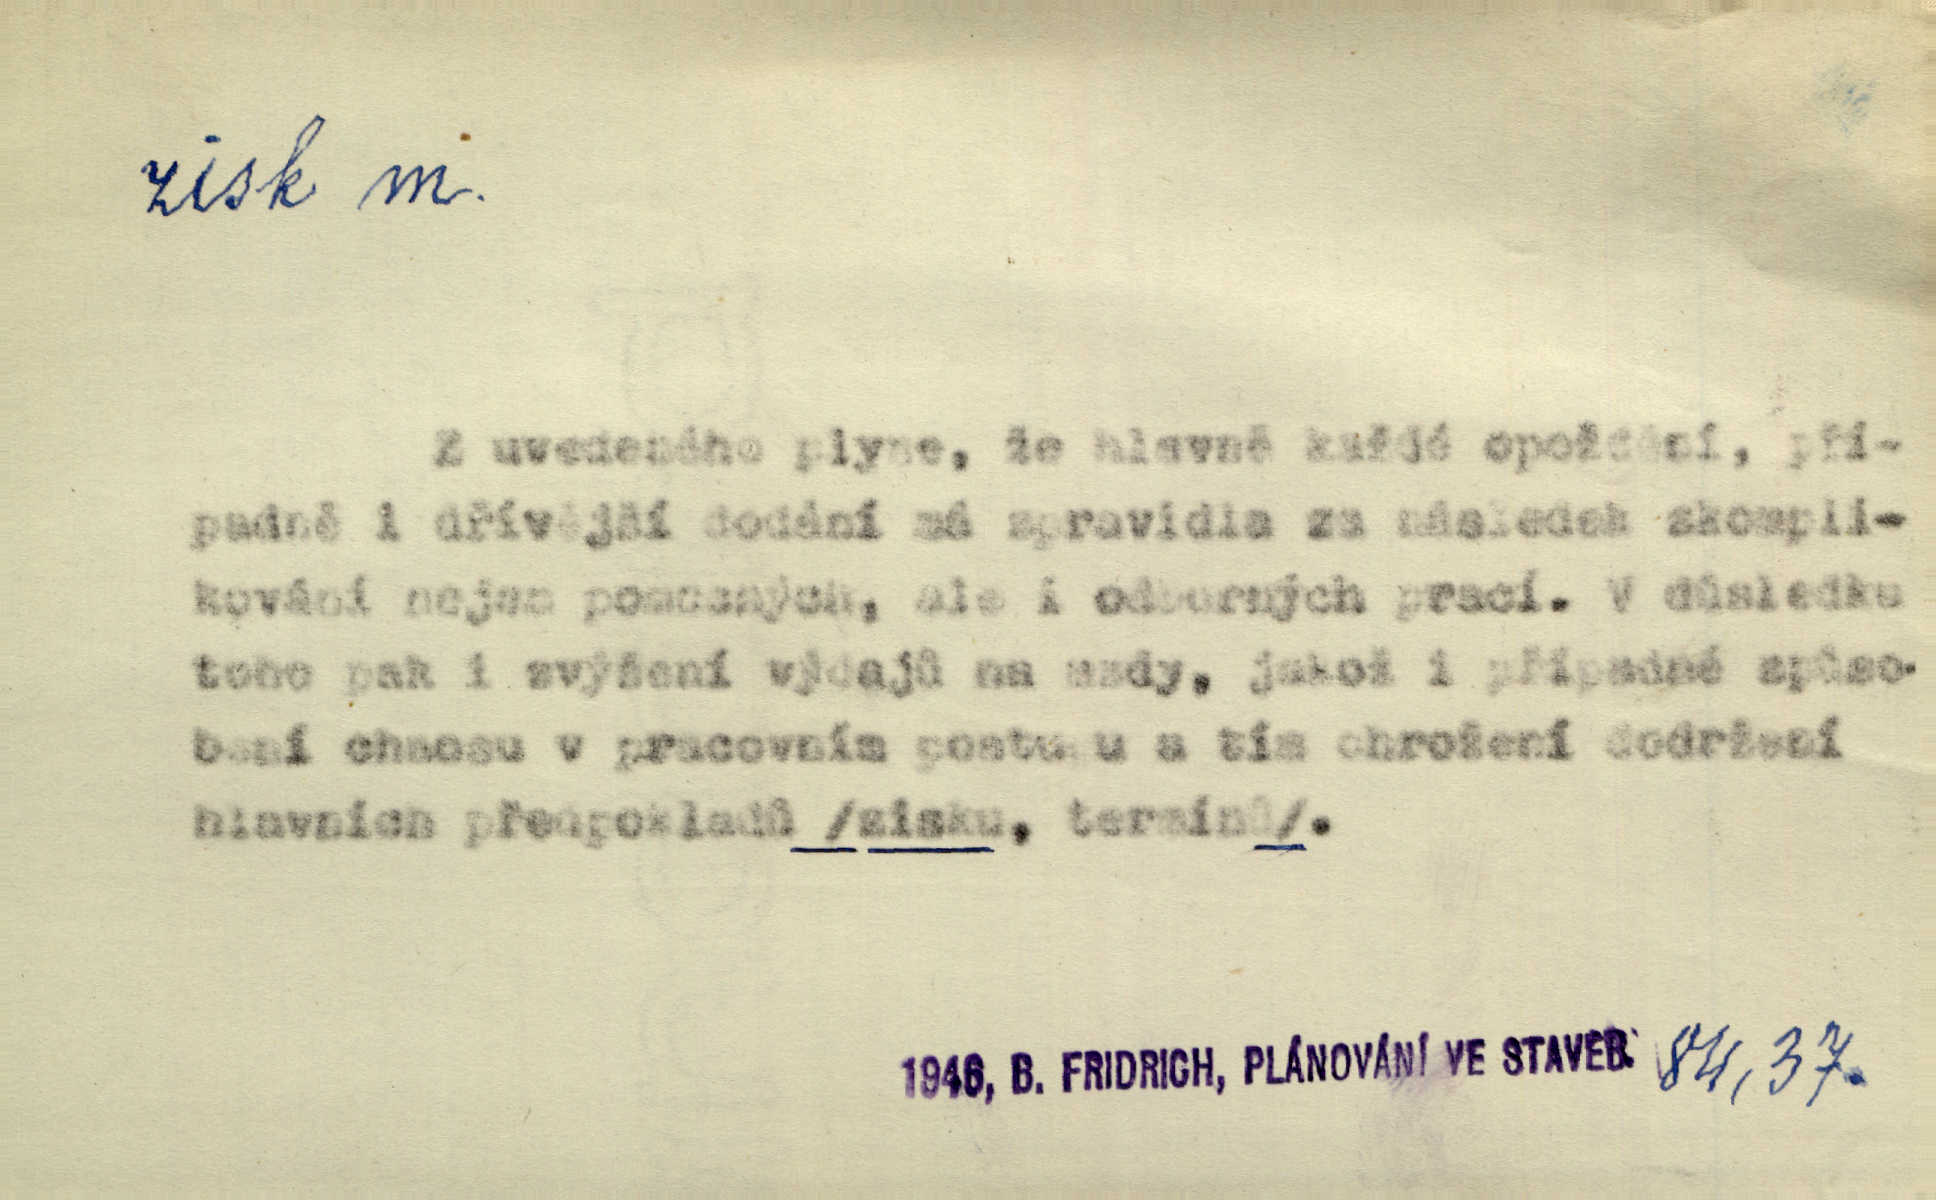 zisk m.
Z uvedeného plyne, že hlavně každé opoždění, pří-
padně i dřívější dodání má zpravidla za následek skompli-
kování nejen pomocných, ale i odborných prací. V důsledku
toho pak i zvýšení výdajů na mzdy, jakož i případné způso-
bení chaosu v pracovním postupu a tím ohrožení dodržení
hlavních předpokladů /zisku, termínů/.
1946, B. FRIDRICH, PLÁNOVÁNÍ VE STAVEB. 84, 37.